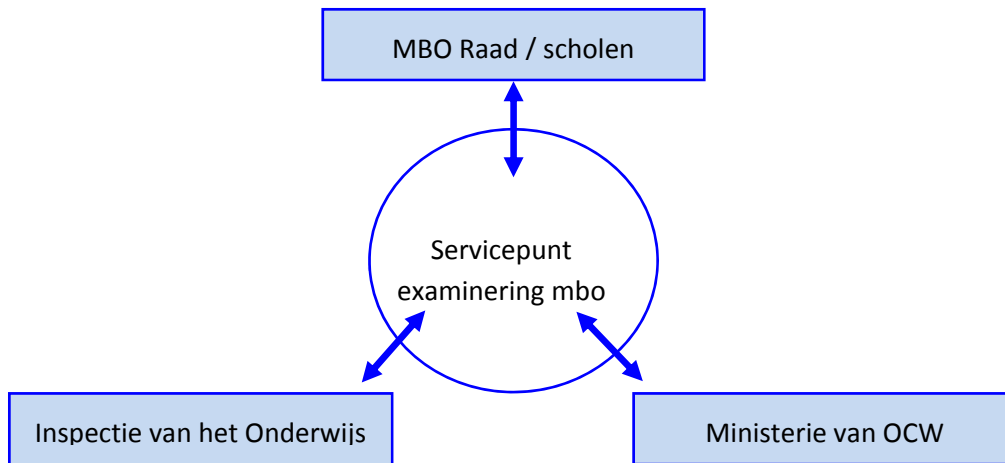 MBO Raad / scholen
Servicepunt
examinering mbo
Inspectie van het Onderwijs
Ministerie van OCW